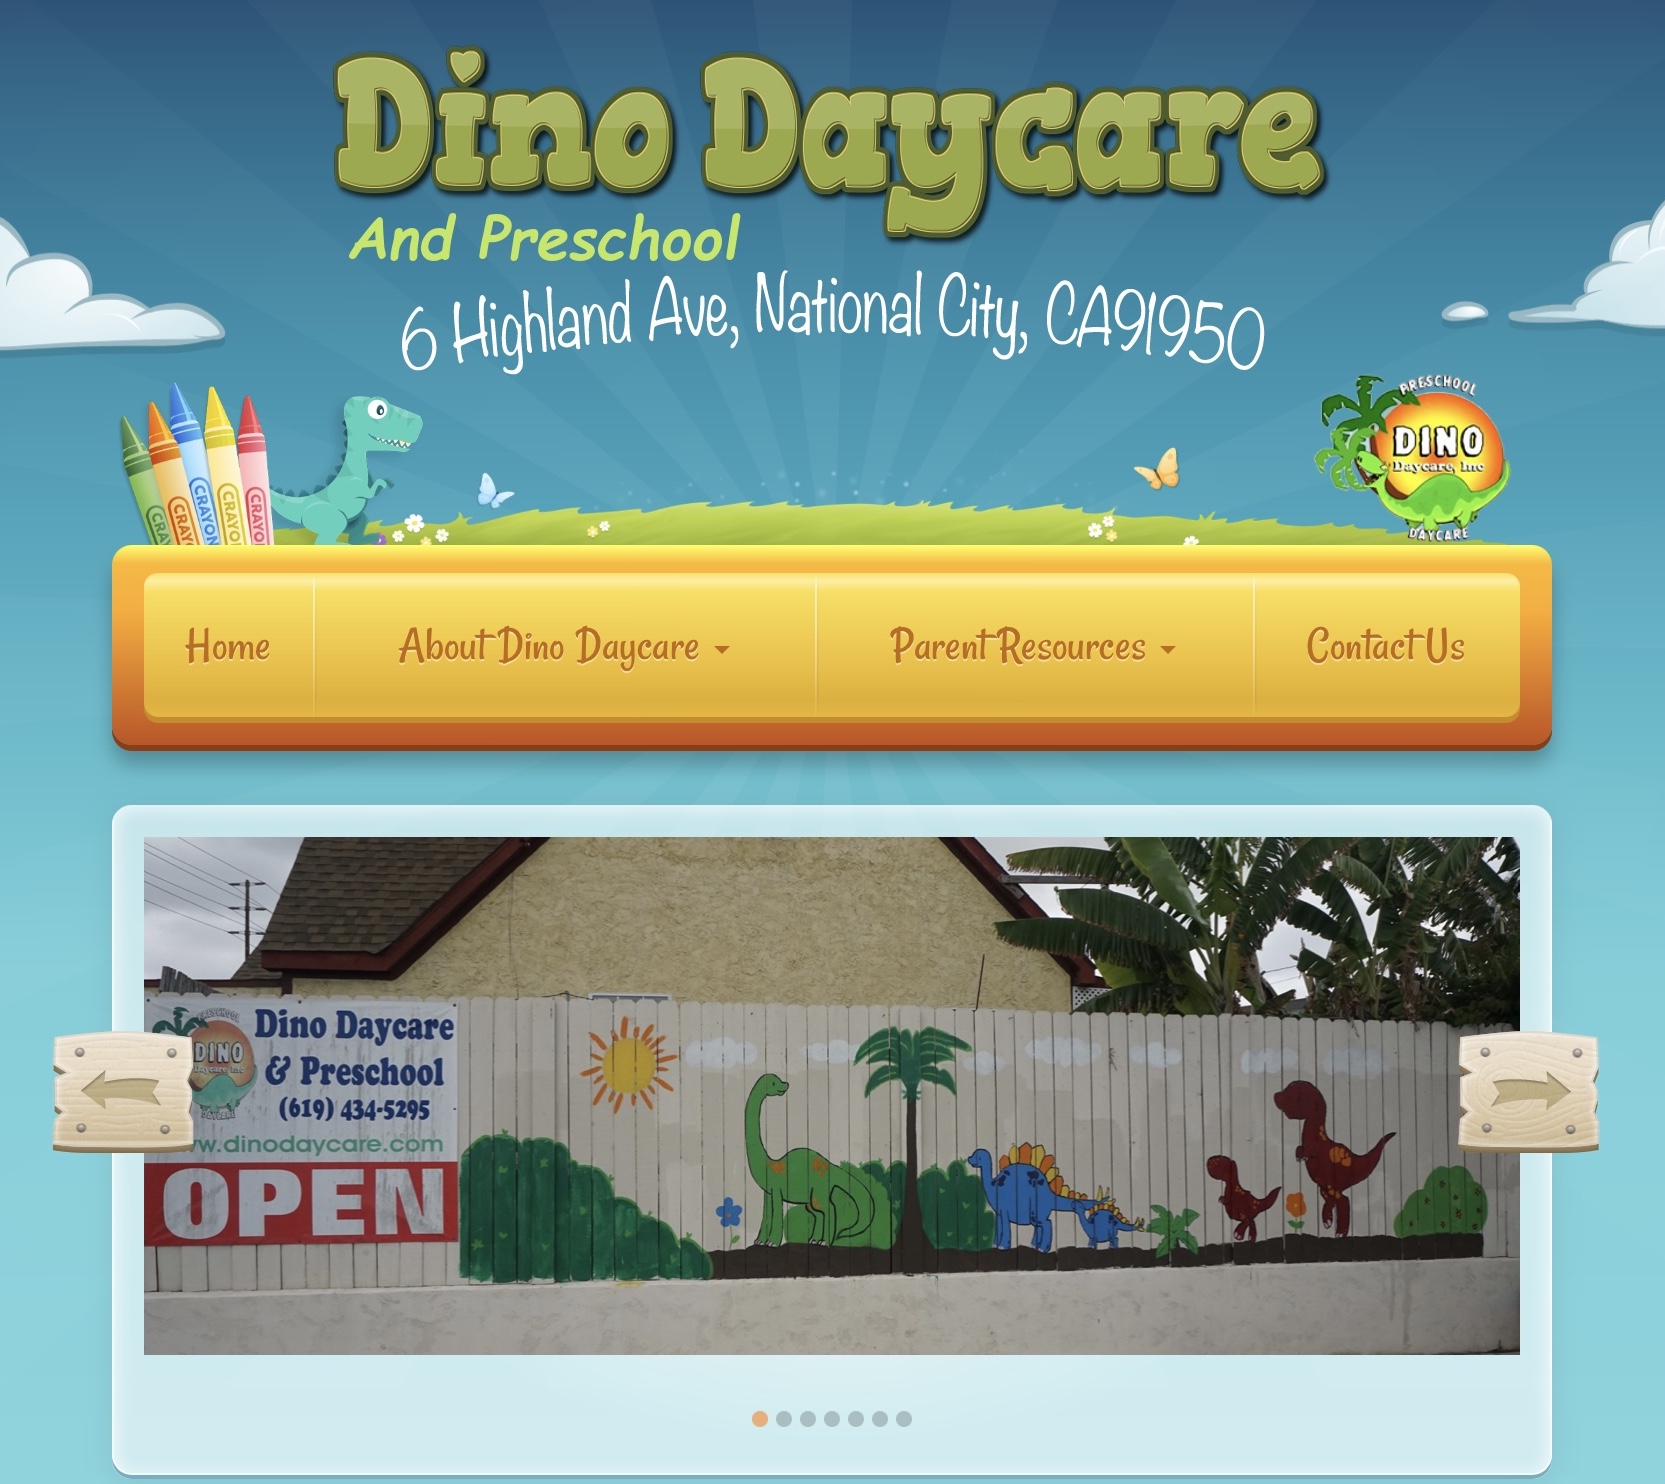 Dino Daycare
And Preschool
6 Highland Ave, National City, CA91950
CRAYON
CRAYON
CRAYON
CRAYON
PRESCHOOL
DINO
Daycare, Inc
DAYCARE
Home
About Dino Daycare
Parent Resources
Contact Us
PRESCHOOL
DINO
Daycare Inc
DAYCARE
Dino Daycare
& Preschool
(619) 434-5295
w.dinodaycare.com
OPEN